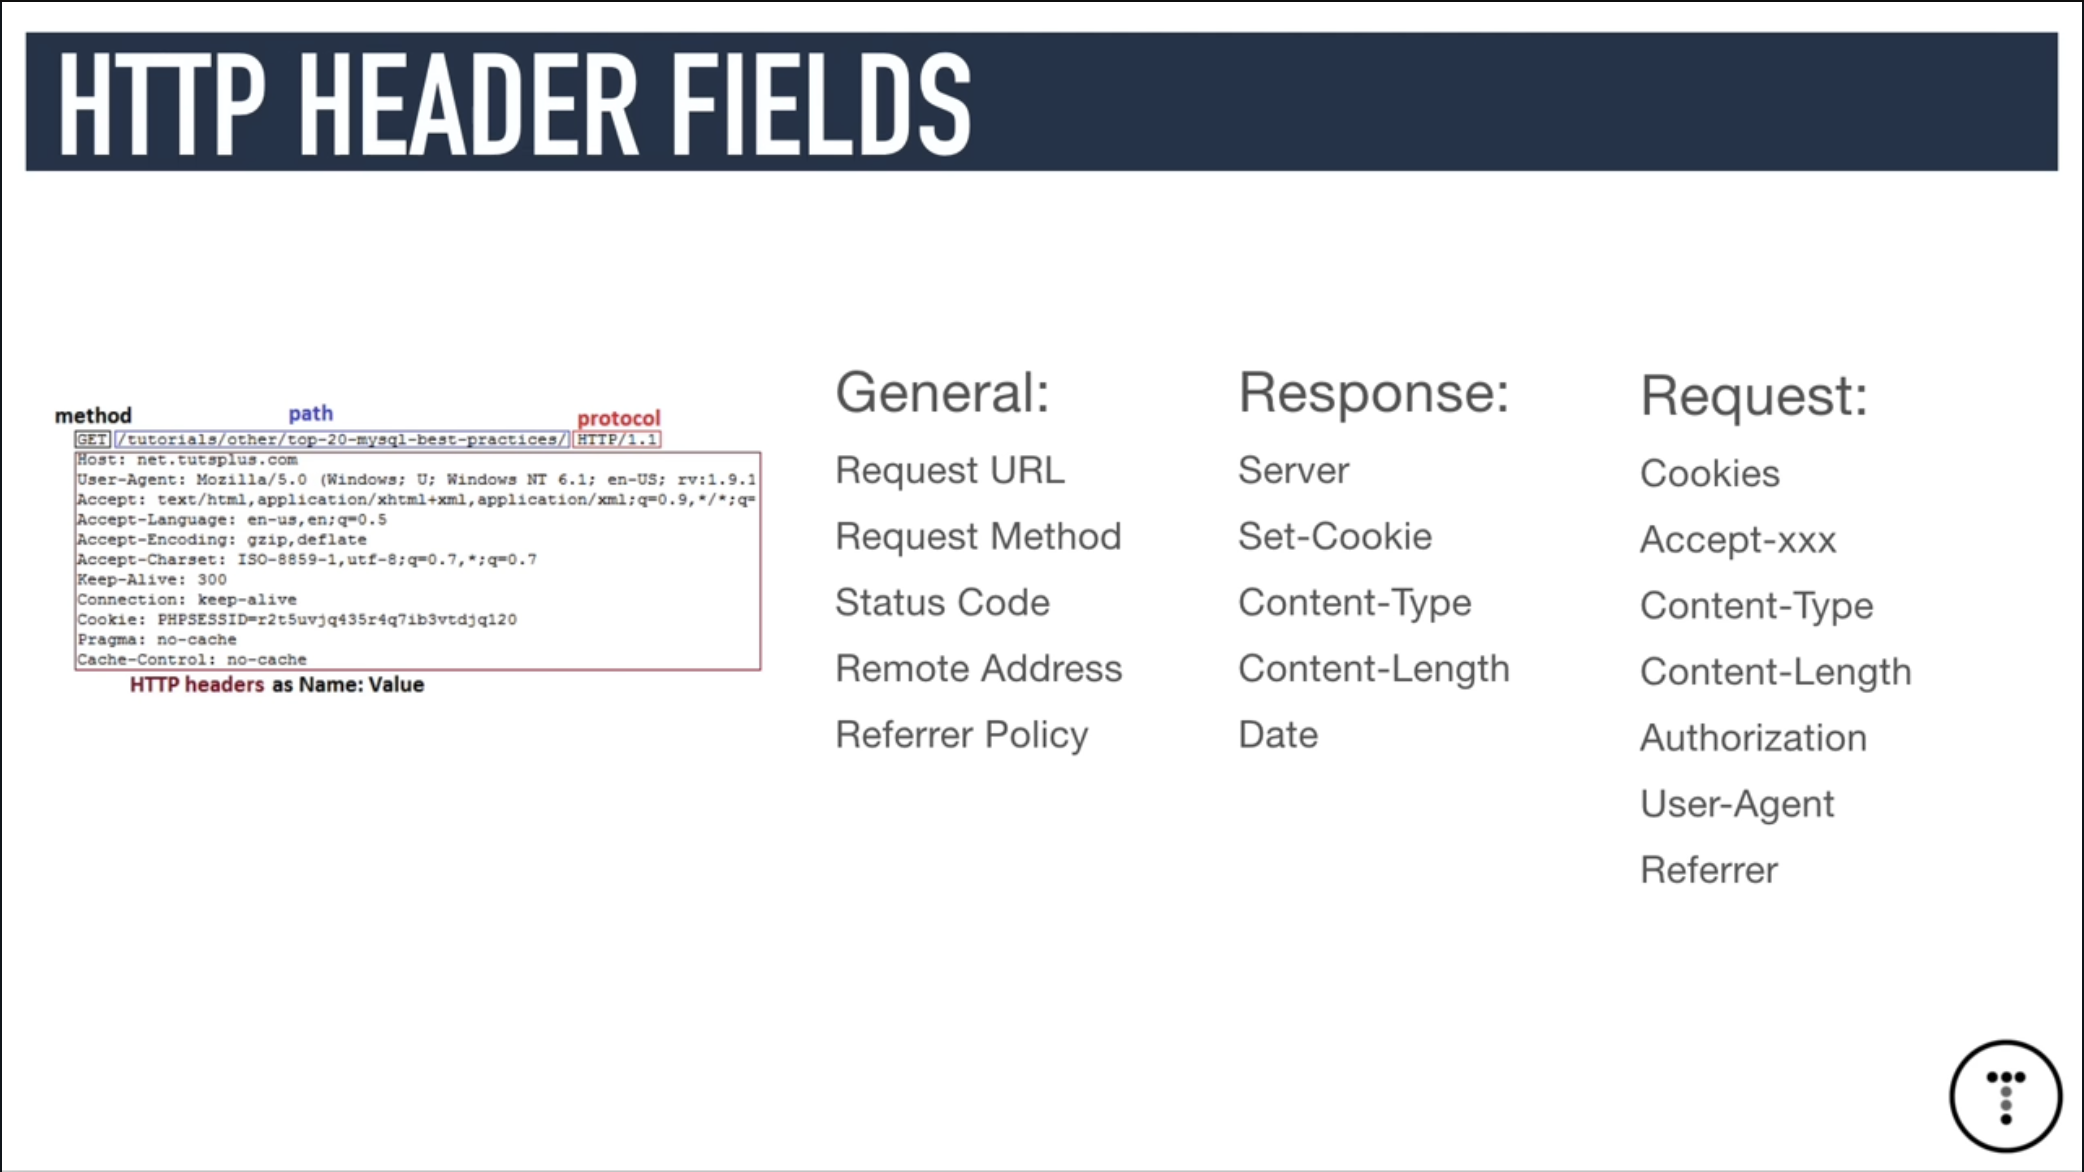 HTTP HEADER FIELDS
method path protocol
GET /tutorials/other/top-20-mysql-best-practices/ HTTP/1.1
Host: net.tutsplus.com
User-Agent: Mozilla/5.0 (Windows; U; Windows NT 6.1; en-US; rv:1.9.1
Accept: text/html,application/xhtml+xml,application/xml;q=0.9,*/*;q=
Accept-Language: en-us,en;q=0.5
Accept-Encoding: gzip,deflate
Accept-Charset: ISO-8859-1,utf-8;q=0.7,*;q=0.7
Keep-Alive: 300
Connection: keep-alive
Cookie: PHPSESSID=r2t5uvjq435r4q7ib3vtdjq120
Pragma: no-cache
Cache-Control: no-cache
HTTP headers as Name: Value
General:
Request URL
Request Method
Status Code
Remote Address
Referrer Policy
Response:
Server
Set-Cookie
Content-Type
Content-Length
Date
Request:
Cookies
Accept-xxx
Content-Type
Content-Length
Authorization
User-Agent
Referrer
T